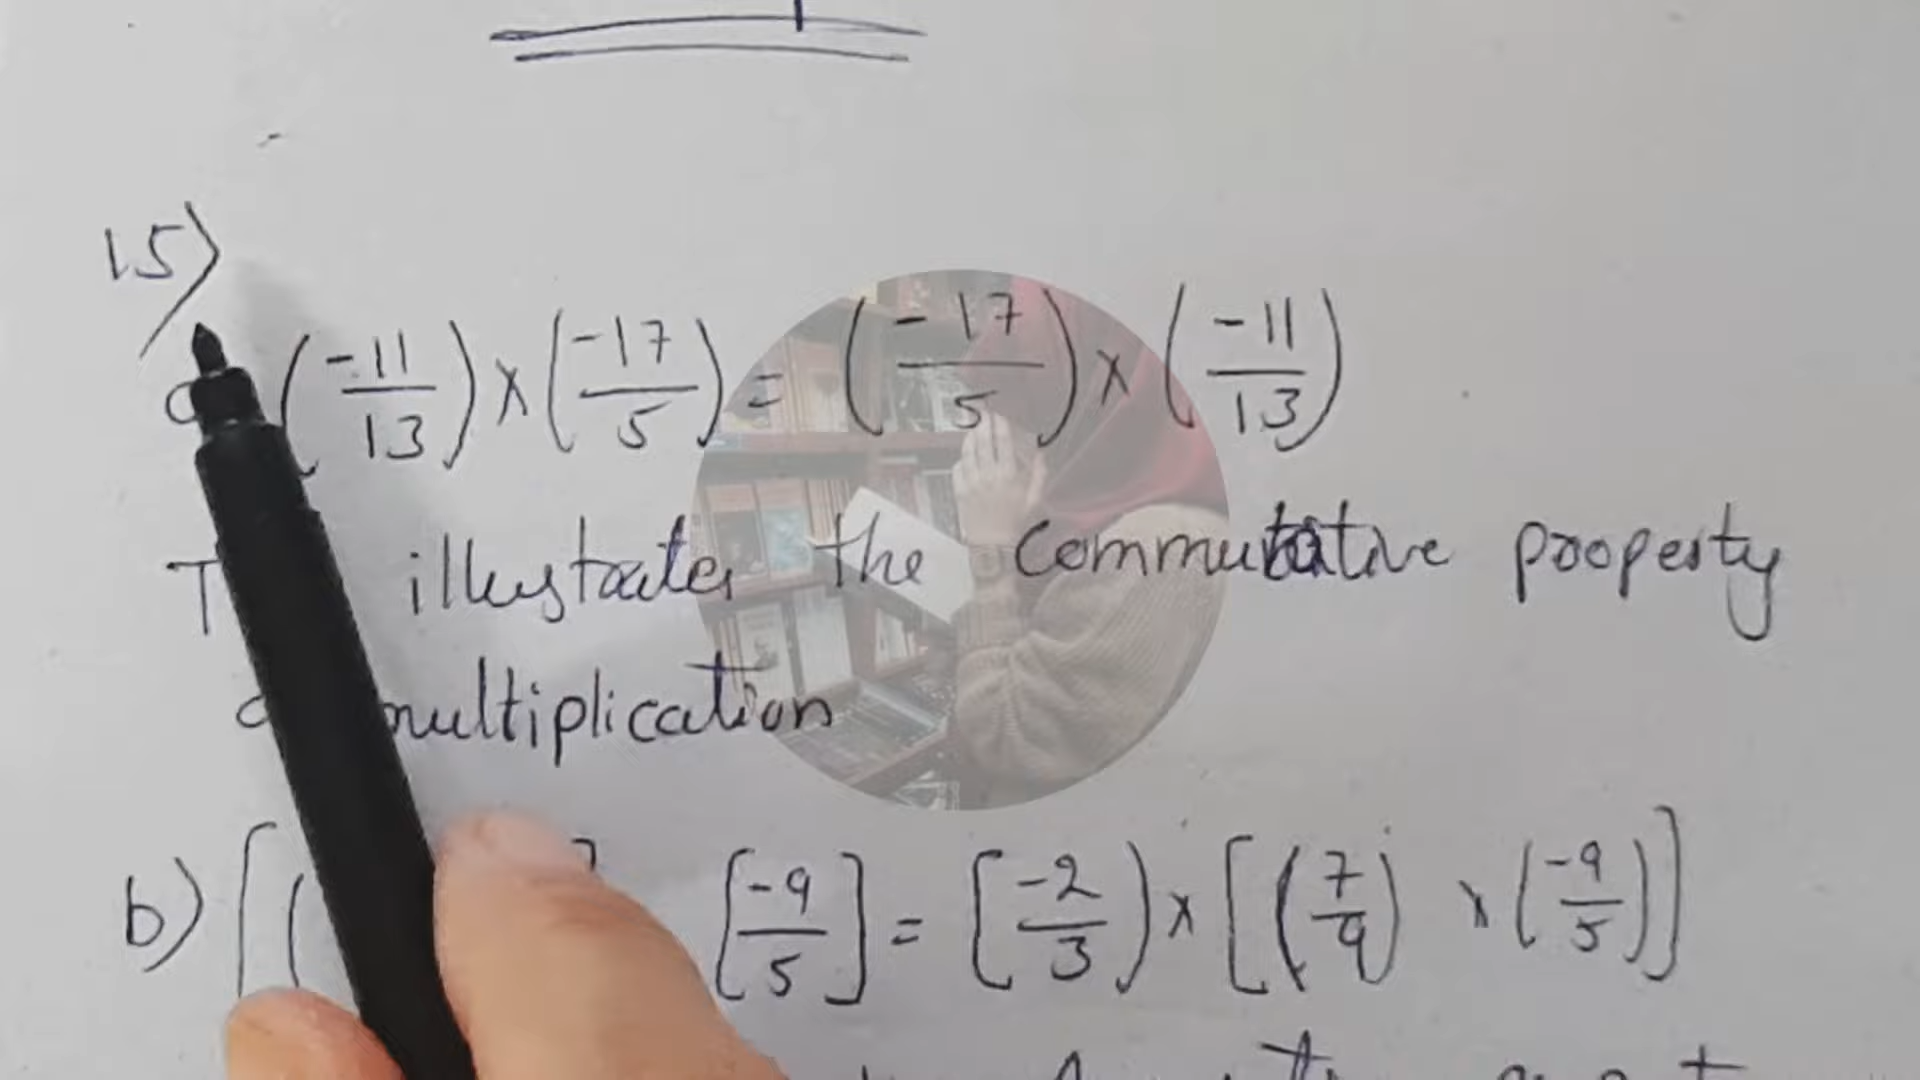 15)
(-11/13) × (-17/5) = (-17/5) × (-11/13)
illustrates the commutative property
multiplication
b) [-9/5] = [-2/3) × [(7/9) × (-9/5)]